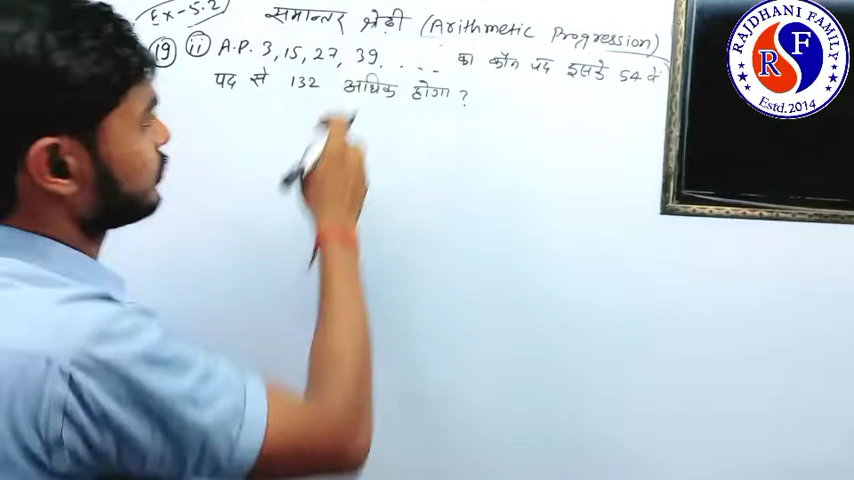 Ex-5.2
समान्तर श्रेढ़ी (Arithmetic Progression)
19 ii A.P. 3, 15, 27, 39, . . . . का कौन पद इसके 54 वें
पद से 132 अधिक होगा ?
RAJDHANI FAMILY
R F
Estd. 2014